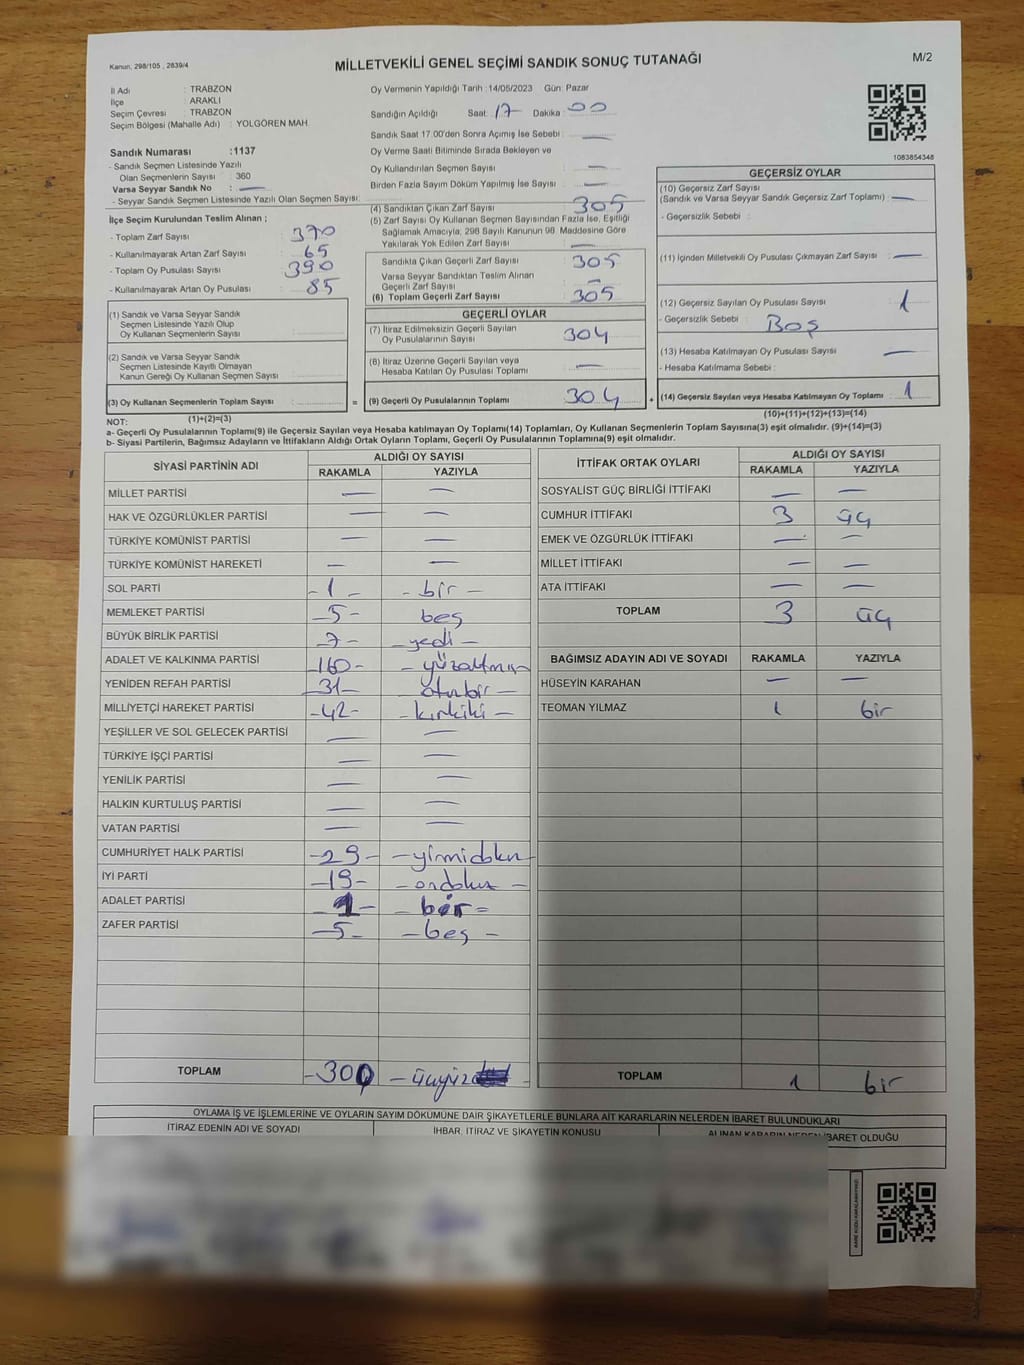 Kanun, 298/105 , 2839/4
MİLLETVEKİLİ GENEL SEÇİMİ SANDIK SONUÇ TUTANAĞI
M/2
İl Adı : TRABZON
İlçe : ARAKLI
Seçim Çevresi : TRABZON
Seçim Bölgesi (Mahalle Adı) : YOLGÖREN MAH.
Sandık Numarası :1137
- Sandık Seçmen Listesinde Yazılı
Olan Seçmenlerin Sayısı : 360
Varsa Seyyar Sandık No : —
- Seyyar Sandık Seçmen Listesinde Yazılı Olan Seçmen Sayısı:
İlçe Seçim Kurulundan Teslim Alınan ;
- Toplam Zarf Sayısı : 370
- Kullanılmayarak Artan Zarf Sayısı : 65
- Toplam Oy Pusulası Sayısı : 390
- Kullanılmayarak Artan Oy Pusulası : 85
(1) Sandık ve Varsa Seyyar Sandık
Seçmen Listesinde Yazılı Olup
Oy Kullanan Seçmenlerin Sayısı :
(2) Sandık ve Varsa Seyyar Sandık
Seçmen Listesinde Kayıtlı Olmayan
Kanun Gereği Oy Kullanan Seçmen Sayısı :
(3) Oy Kullanan Seçmenlerin Toplam Sayısı :
(1)+(2)=(3)
Oy Vermenin Yapıldığı Tarih :14/05/2023 Gün: Pazar
Sandığın Açıldığı Saat: 17 Dakika : 00
Sandık Saat 17:00'den Sonra Açımış İse Sebebi : —
Oy Verme Saati Bitiminde Sırada Bekleyen ve
Oy Kullandırılan Seçmen Sayısı : —
Birden Fazla Sayım Döküm Yapılmış İse Sayısı : —
(4) Sandıktan Çıkan Zarf Sayısı : 305
(5) Zarf Sayısı Oy Kullanan Seçmen Sayısından Fazla İse, Eşitliği
Sağlamak Amacıyla, 298 Sayılı Kanunun 98. Maddesine Göre
Yakılarak Yok Edilen Zarf Sayısı : —
Sandıkta Çıkan Geçerli Zarf Sayısı : 305
Varsa Seyyar Sandıktan Teslim Alınan
Geçerli Zarf Sayısı : —
(6) Toplam Geçerli Zarf Sayısı : 305
GEÇERLİ OYLAR
(7) İtiraz Edilmeksizin Geçerli Sayılan
Oy Pusulalarının Sayısı : 304
(8) İtiraz Üzerine Geçerli Sayılan veya
Hesaba Katılan Oy Pusulası Toplamı : —
= (9) Geçerli Oy Pusulalarının Toplamı : 304 +
1083854348
GEÇERSİZ OYLAR
(10) Geçersiz Zarf Sayısı
(Sandık ve Varsa Seyyar Sandık Geçersiz Zarf Toplamı) : —
- Geçersizlik Sebebi :
(11) İçinden Milletvekili Oy Pusulası Çıkmayan Zarf Sayısı : —
(12) Geçersiz Sayılan Oy Pusulası Sayısı : 1
- Geçersizlik Sebebi : Boş
(13) Hesaba Katılmayan Oy Pusulası Sayısı : —
- Hesaba Katılmama Sebebi :
(14) Geçersiz Sayılan veya Hesaba Katılmayan Oy Toplamı : 1
(10)+(11)+(12)+(13)=(14)
NOT:
a- Geçerli Oy Pusulalarının Toplamı(9) ile Geçersiz Sayılan veya Hesaba katılmayan Oy Toplamı(14) Toplamları, Oy Kullanan Seçmenlerin Toplam Sayısına(3) eşit olmalıdır. (9)+(14)=(3)
b- Siyasi Partilerin, Bağımsız Adayların ve İttifakların Aldığı Ortak Oyların Toplamı, Geçerli Oy Pusulalarının Toplamına(9) eşit olmalıdır.
SİYASİ PARTİNİN ADI ALDIĞI OY SAYISI
RAKAMLA YAZIYLA
MİLLET PARTİSİ — —
HAK VE ÖZGÜRLÜKLER PARTİSİ — —
TÜRKİYE KOMÜNİST PARTİSİ — —
TÜRKİYE KOMÜNİST HAREKETİ — —
SOL PARTİ -1- -bir-
MEMLEKET PARTİSİ -5- beş
BÜYÜK BİRLİK PARTİSİ -7- -yedi-
ADALET VE KALKINMA PARTİSİ -160- -yüzaltmış
YENİDEN REFAH PARTİSİ -31- otuzbir-
MİLLİYETÇİ HAREKET PARTİSİ -42- -kırkiki-
YEŞİLLER VE SOL GELECEK PARTİSİ — —
TÜRKİYE İŞÇİ PARTİSİ — —
YENİLİK PARTİSİ — —
HALKIN KURTULUŞ PARTİSİ — —
VATAN PARTİSİ — —
CUMHURİYET HALK PARTİSİ -29- -yirmidokuz
İYİ PARTİ -19- -ondokuz-
ADALET PARTİSİ -1- -bir=
ZAFER PARTİSİ -5- -beş-
TOPLAM -300 -üçyüz
İTTİFAK ORTAK OYLARI ALDIĞI OY SAYISI
RAKAMLA YAZIYLA
SOSYALİST GÜÇ BİRLİĞİ İTTİFAKI — —
CUMHUR İTTİFAKI 3 üç
EMEK VE ÖZGÜRLÜK İTTİFAKI — —
MİLLET İTTİFAKI — —
ATA İTTİFAKI — —
TOPLAM 3 üç
BAĞIMSIZ ADAYIN ADI VE SOYADI RAKAMLA YAZIYLA
HÜSEYİN KARAHAN — —
TEOMAN YILMAZ 1 bir
TOPLAM 1 bir
OYLAMA İŞ VE İŞLEMLERİNE VE OYLARIN SAYIM DÖKÜMÜNE DAİR ŞİKAYETLERLE BUNLARA AİT KARARLARIN NELERDEN İBARET BULUNDUKLARI
İTİRAZ EDENİN ADI VE SOYADI İHBAR, İTİRAZ VE ŞİKAYETİN KONUSU ALINAN KARARIN NEDEN İBARET OLDUĞU